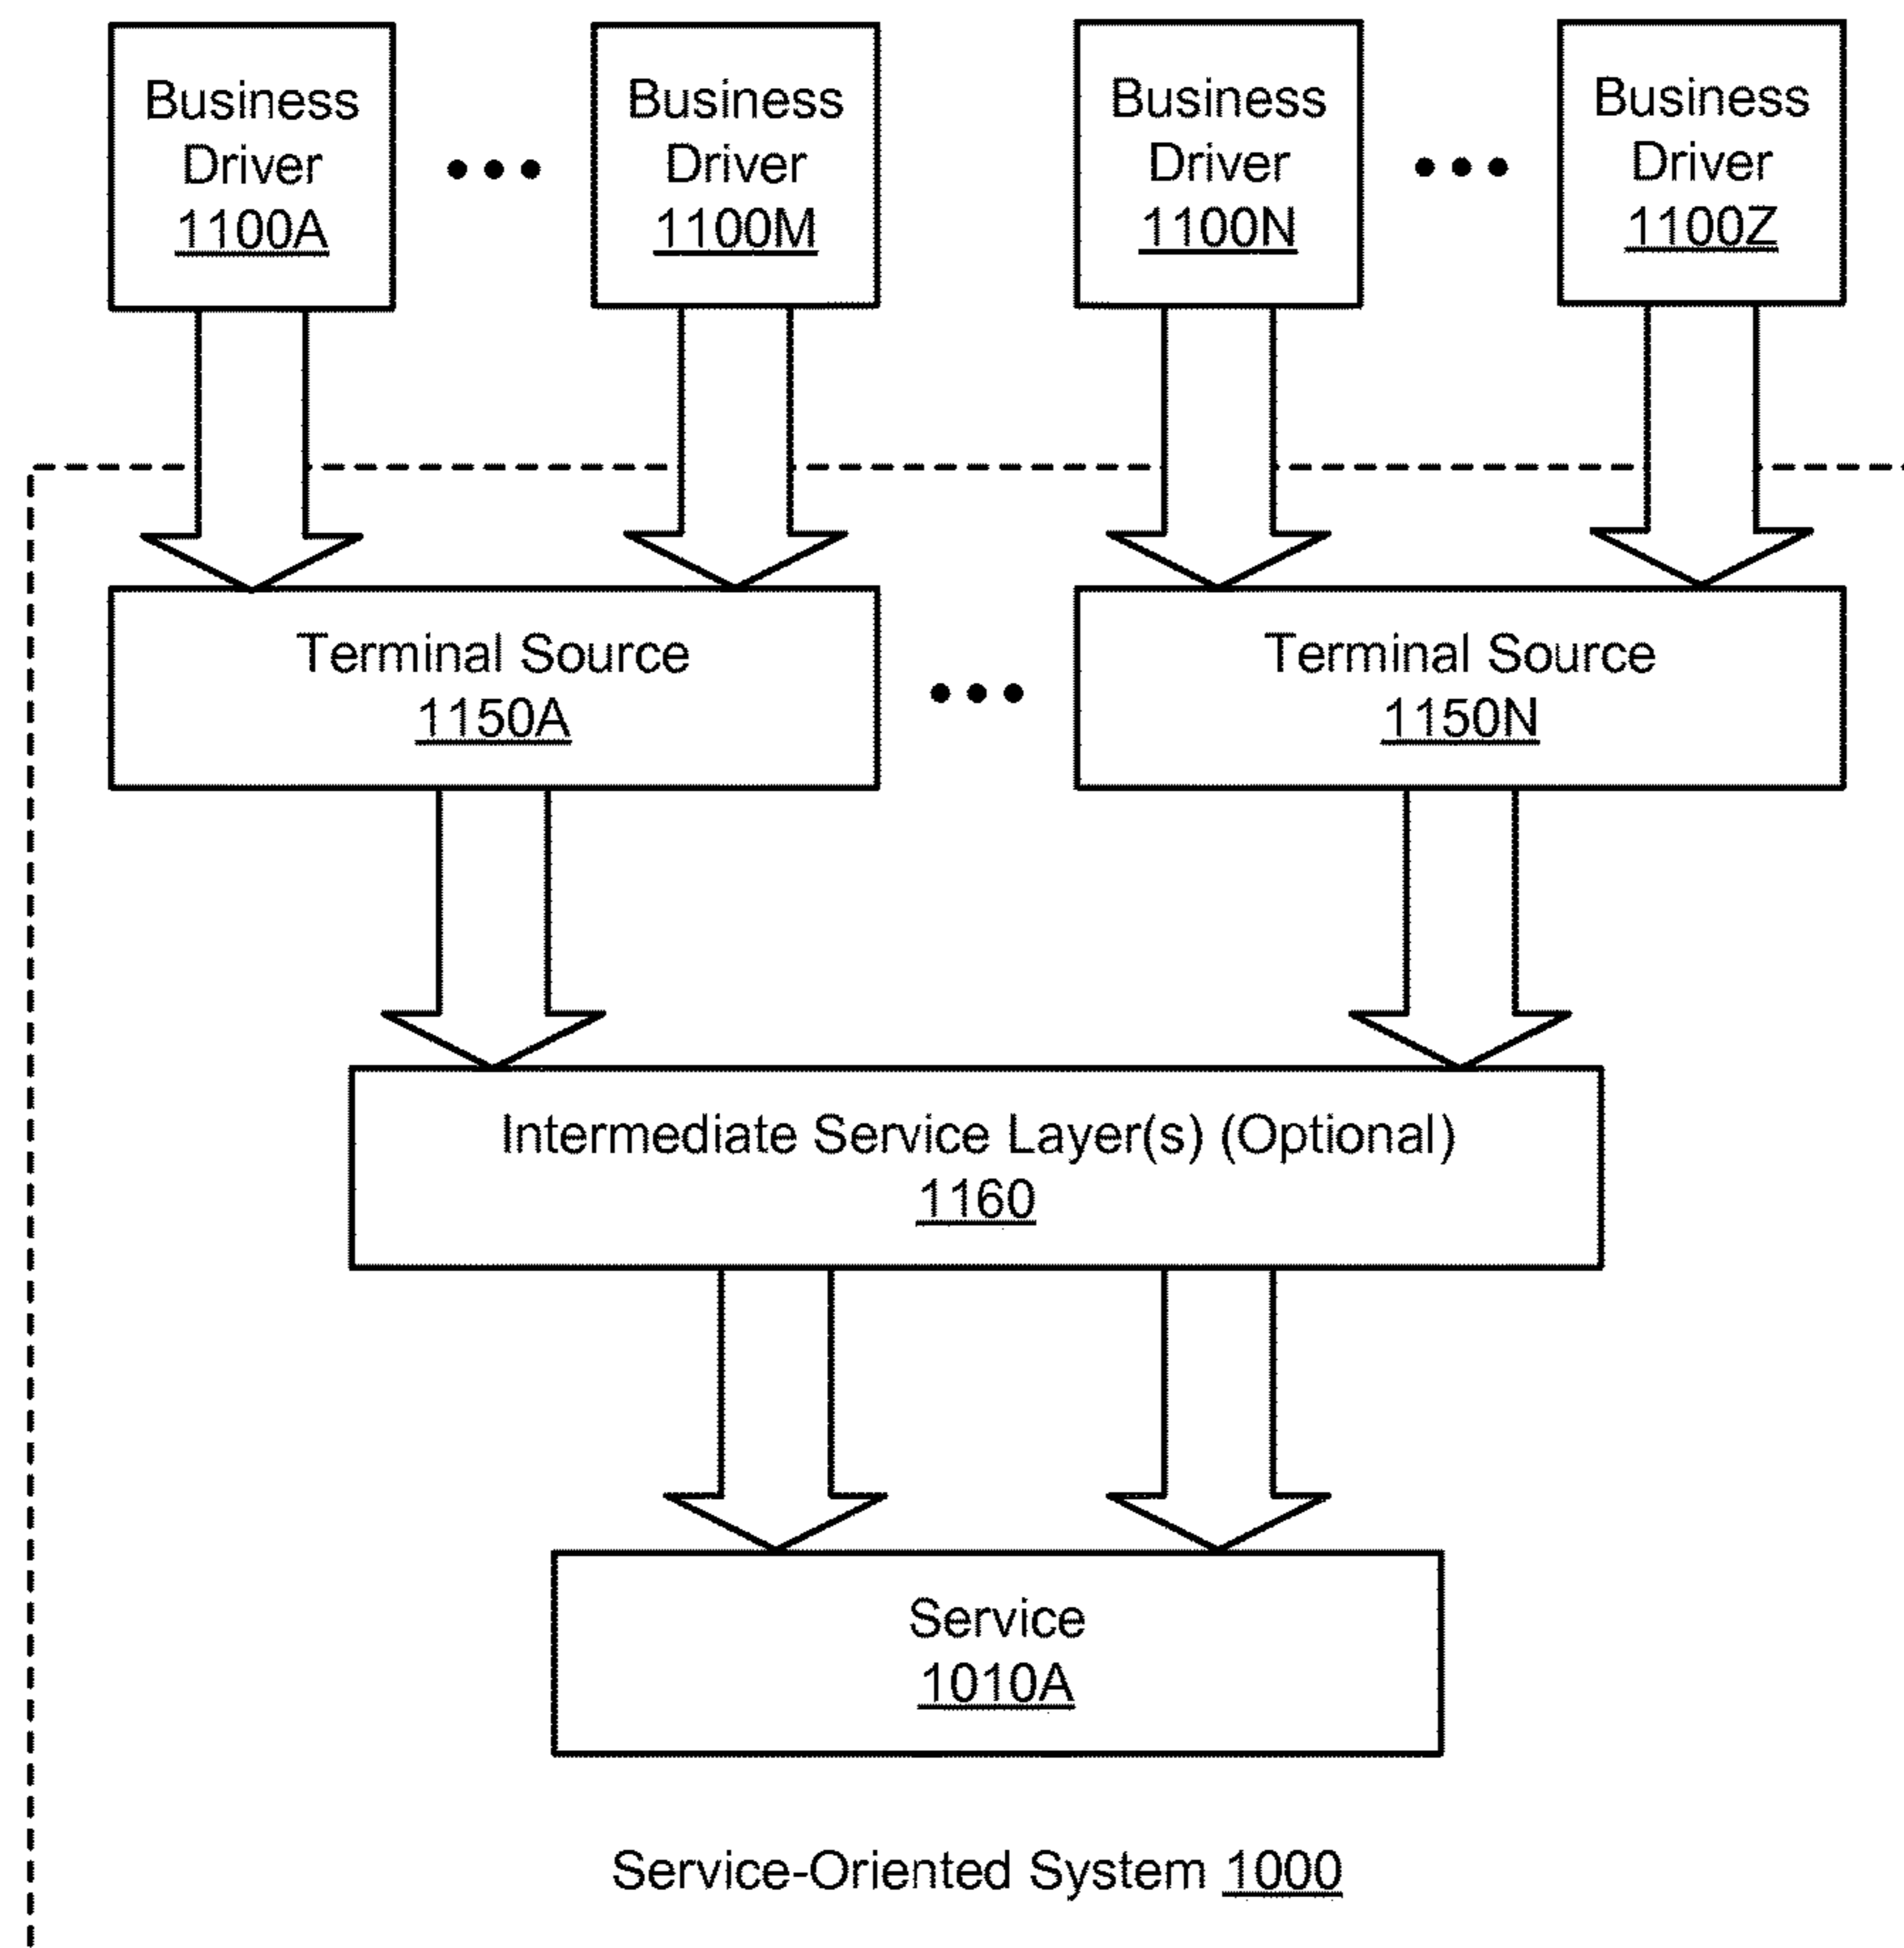 Business
Driver
1100A
Business
Driver
1100M
Business
Driver
1100N
Business
Driver
1100Z
Terminal Source
1150A
Terminal Source
1150N
Intermediate Service Layer(s) (Optional)
1160
Service
1010A
Service-Oriented System 1000